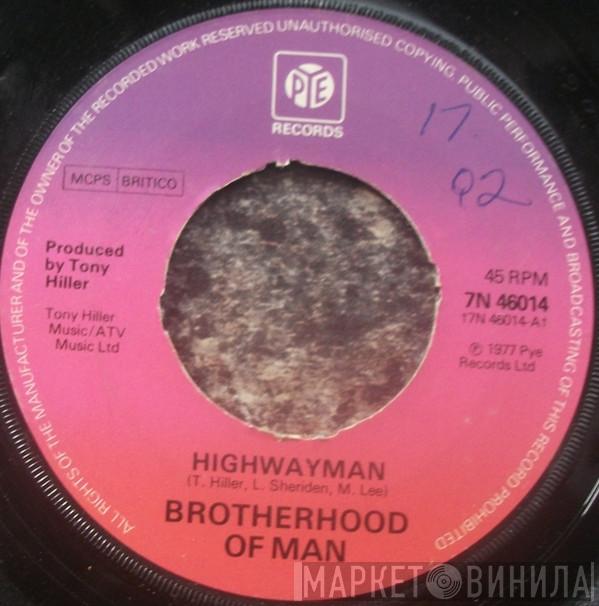 ALL RIGHTS OF THE MANUFACTURER AND OF THE OWNER OF THE RECORDED WORK RESERVED UNAUTHORISED COPYING, PUBLIC PERFORMANCE AND BROADCASTING OF THIS RECORD PROHIBITED
PYE
RECORDS
17.
Q2
MCPS BRITICO
Produced
by Tony
Hiller
Tony Hiller
Music/ATV
Music Ltd
45 RPM
7N 46014
17N 46014-A1
℗ 1977 Pye
Records Ltd
HIGHWAYMAN
(T. Hiller, L. Sheriden, M. Lee)
BROTHERHOOD
OF MAN
МАРКЕТ ВИНИЛА